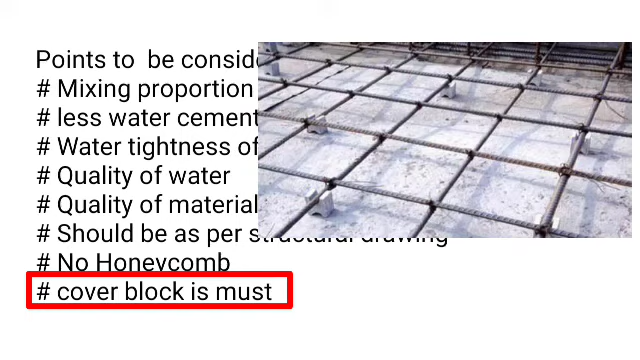 Points to be
# Mixing proportion
# less water cement
# Water tightness of
# Quality of water
# Quality of material
# Should be as per structural drawing
# No Honeycomb
# cover block is must